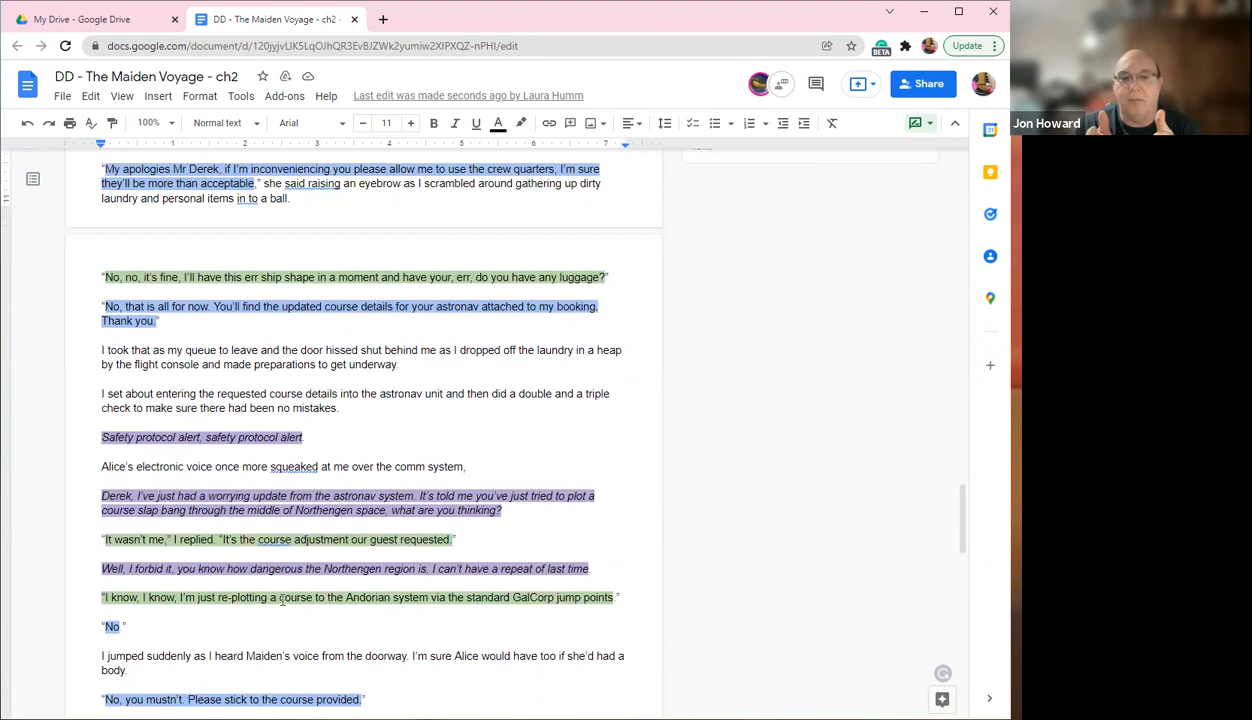 My Drive - Google Drive
DD - The Maiden Voyage - ch2 -
docs.google.com/document/d/120jyjvLIK5LqOJhQR3EvBJZWk2yumiw2XIPXQZ-nPHI/edit
BETA
Update
DD - The Maiden Voyage - ch2
File Edit View Insert Format Tools Add-ons Help Last edit was made seconds ago by Laura Humm
Share
100% Normal text Arial 11
Jon Howard
“My apologies Mr Derek, if I’m inconveniencing you please allow me to use the crew quarters, I’m sure
they’ll be more than acceptable,” she said raising an eyebrow as I scrambled around gathering up dirty
laundry and personal items in to a ball.
“No, no, it’s fine, I’ll have this err ship shape in a moment and have your, err, do you have any luggage?”
“No, that is all for now. You’ll find the updated course details for your astronav attached to my booking.
Thank you.”
I took that as my queue to leave and the door hissed shut behind me as I dropped off the laundry in a heap
by the flight console and made preparations to get underway.
I set about entering the requested course details into the astronav unit and then did a double and a triple
check to make sure there had been no mistakes.
Safety protocol alert, safety protocol alert.
Alice’s electronic voice once more squeaked at me over the comm system,
Derek, I’ve just had a worrying update from the astronav system. It’s told me you’ve just tried to plot a
course slap bang through the middle of Northengen space, what are you thinking?
“It wasn’t me,” I replied. “It’s the course adjustment our guest requested.”
Well, I forbid it, you know how dangerous the Northengen region is, I can’t have a repeat of last time.
“I know, I know, I’m just re-plotting a course to the Andorian system via the standard GalCorp jump points.”
“No.”
I jumped suddenly as I heard Maiden’s voice from the doorway. I’m sure Alice would have too if she’d had a
body.
“No, you mustn’t. Please stick to the course provided.”